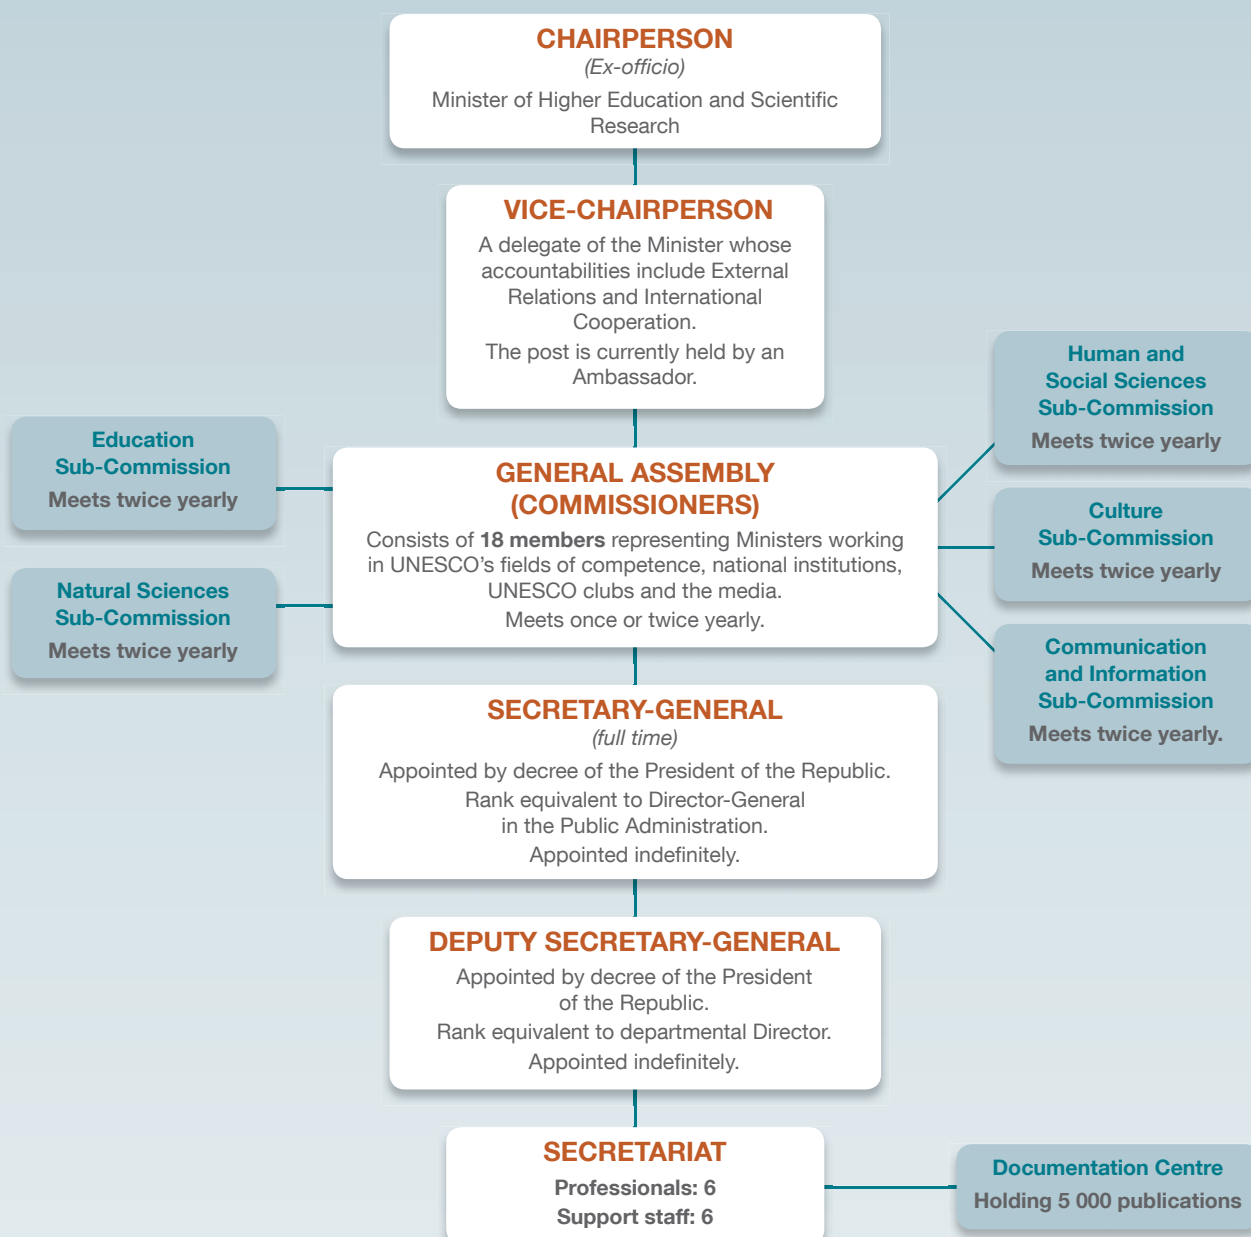 CHAIRPERSON
(Ex-officio)
Minister of Higher Education and Scientific
Research
VICE-CHAIRPERSON
A delegate of the Minister whose
accountabilities include External
Relations and International
Cooperation.
The post is currently held by an
Ambassador.
Education
Sub-Commission
Meets twice yearly
Natural Sciences
Sub-Commission
Meets twice yearly
GENERAL ASSEMBLY
(COMMISSIONERS)
Consists of 18 members representing Ministers working
in UNESCO’s fields of competence, national institutions,
UNESCO clubs and the media.
Meets once or twice yearly.
Human and
Social Sciences
Sub-Commission
Meets twice yearly
Culture
Sub-Commission
Meets twice yearly
Communication
and Information
Sub-Commission
Meets twice yearly.
SECRETARY-GENERAL
(full time)
Appointed by decree of the President of the Republic.
Rank equivalent to Director-General
in the Public Administration.
Appointed indefinitely.
DEPUTY SECRETARY-GENERAL
Appointed by decree of the President
of the Republic.
Rank equivalent to departmental Director.
Appointed indefinitely.
SECRETARIAT
Professionals: 6
Support staff: 6
Documentation Centre
Holding 5 000 publications